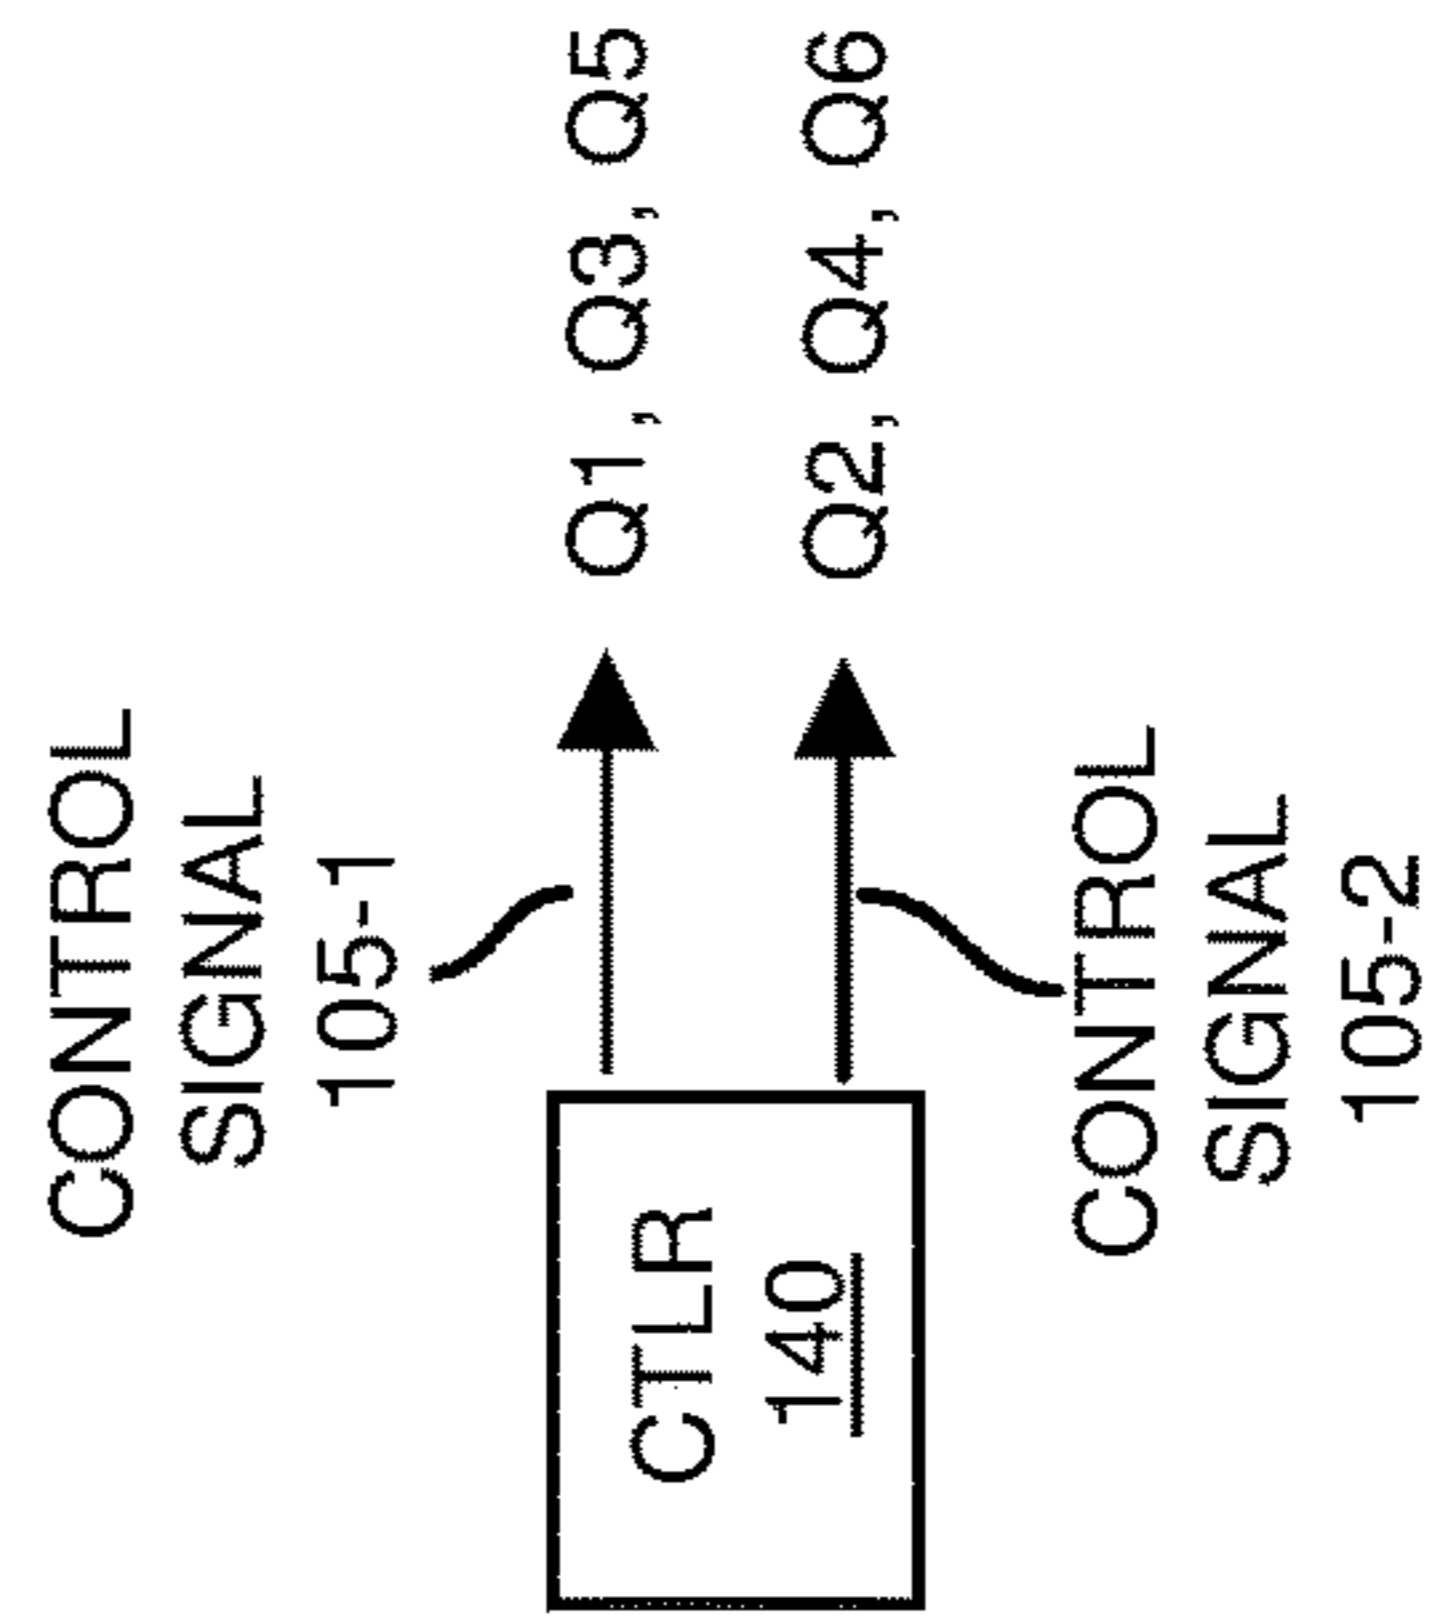 CONTROL
SIGNAL
105-1
Q1, Q3, Q5
CTLR
140
Q2, Q4, Q6
CONTROL
SIGNAL
105-2